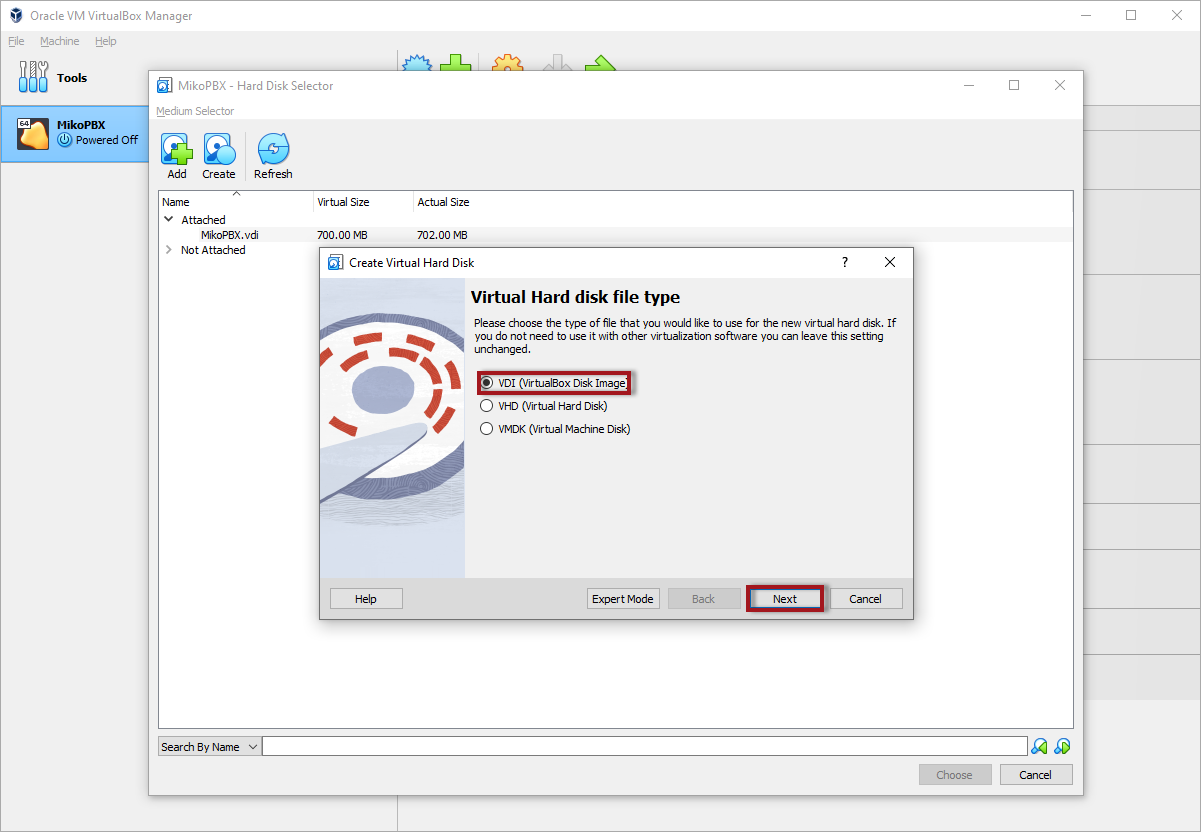 Oracle VM VirtualBox Manager
File Machine Help
Tools
64
MikoPBX
Powered Off
MikoPBX - Hard Disk Selector
Medium Selector
Add Create Refresh
Name Virtual Size Actual Size
Attached
MikoPBX.vdi 700.00 MB 702.00 MB
Not Attached
Create Virtual Hard Disk ?
Virtual Hard disk file type
Please choose the type of file that you would like to use for the new virtual hard disk. If
you do not need to use it with other virtualization software you can leave this setting
unchanged.
VDI (VirtualBox Disk Image)
VHD (Virtual Hard Disk)
VMDK (Virtual Machine Disk)
Help Expert Mode Back Next Cancel
Search By Name
Choose Cancel